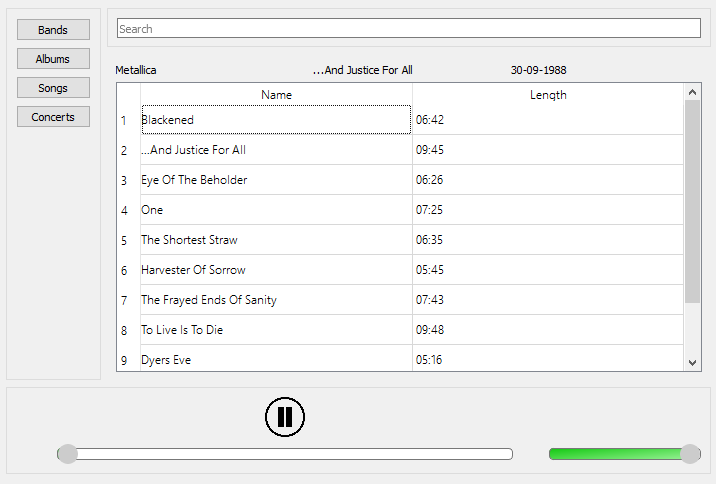 Bands
Albums
Songs
Concerts
Search
Metallica ...And Justice For All 30-09-1988
Name Length
1 Blackened 06:42
2 ...And Justice For All 09:45
3 Eye Of The Beholder 06:26
4 One 07:25
5 The Shortest Straw 06:35
6 Harvester Of Sorrow 05:45
7 The Frayed Ends Of Sanity 07:43
8 To Live Is To Die 09:48
9 Dyers Eve 05:16